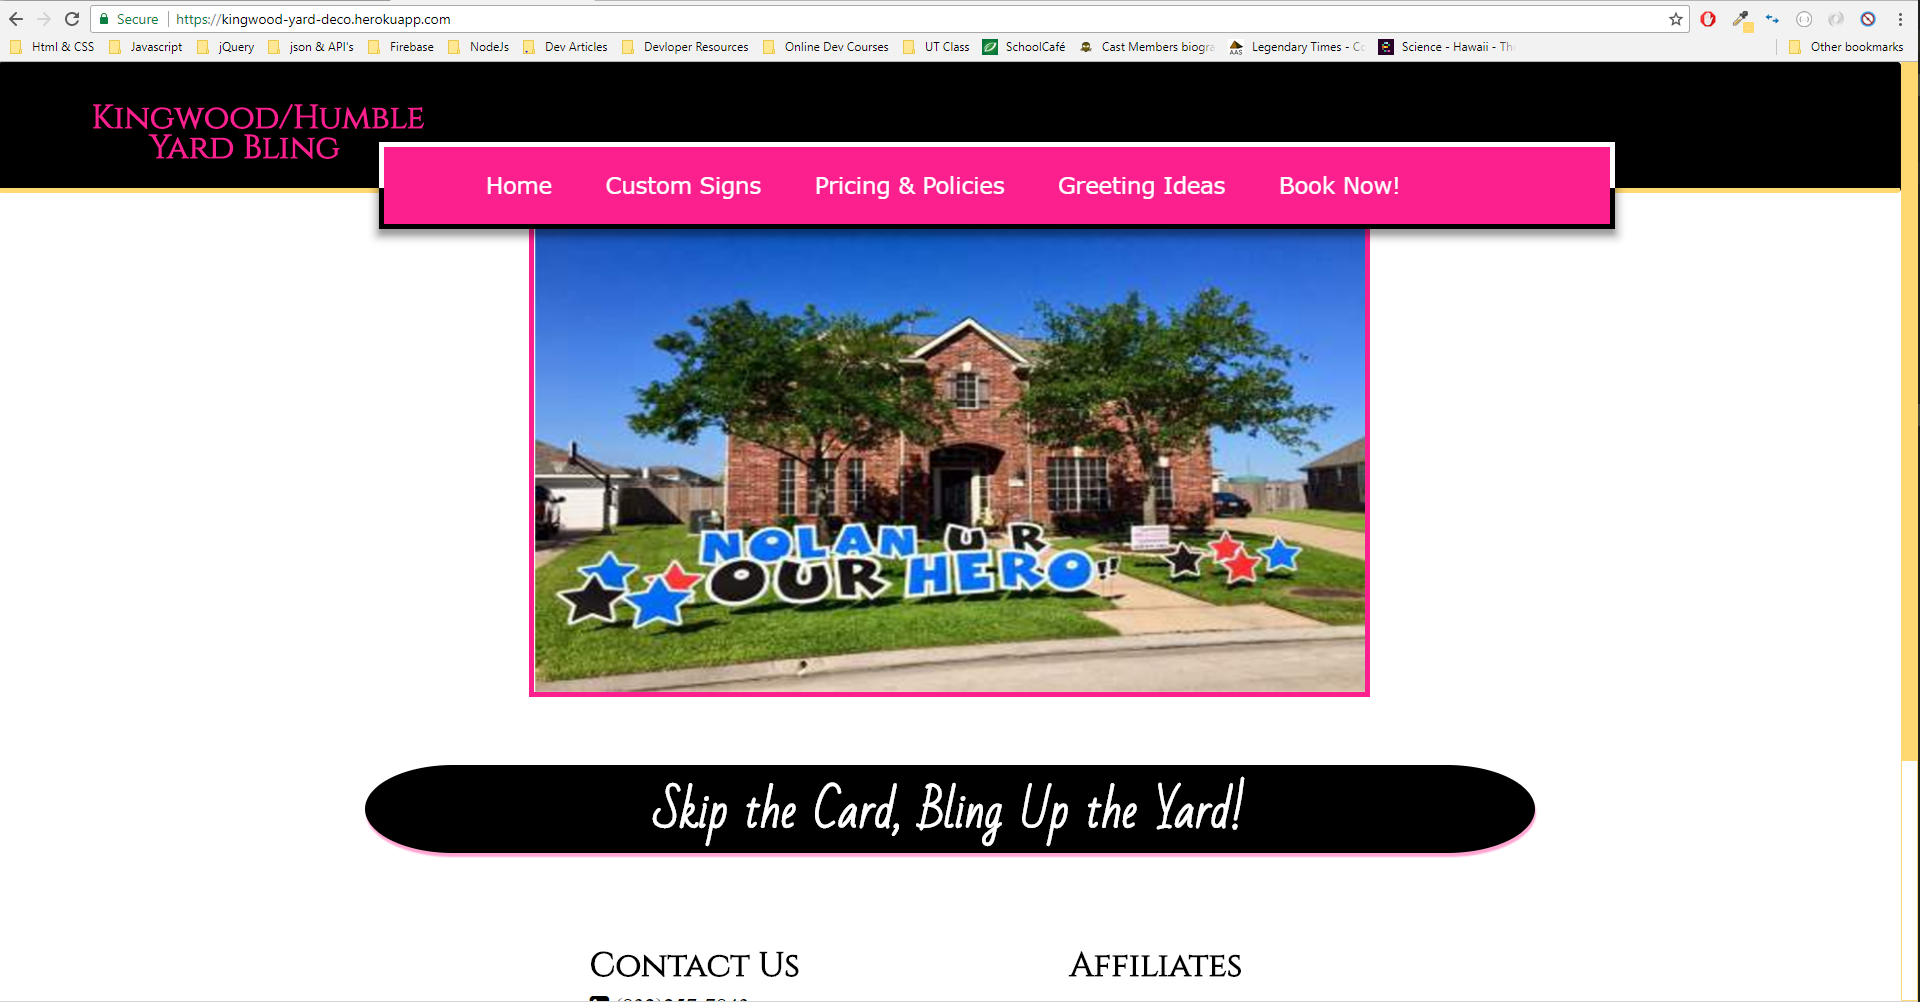 Secure https://kingwood-yard-deco.herokuapp.com
Html & CSS Javascript jQuery json & API's Firebase NodeJs Dev Articles Devloper Resources Online Dev Courses UT Class SchoolCafé Cast Members biogra Legendary Times - Co Science - Hawaii - The Other bookmarks
Kingwood/Humble
Yard Bling
Home Custom Signs Pricing & Policies Greeting Ideas Book Now!
NOLAN U R
OUR HERO!!
Skip the Card, Bling Up the Yard!
Contact Us Affiliates